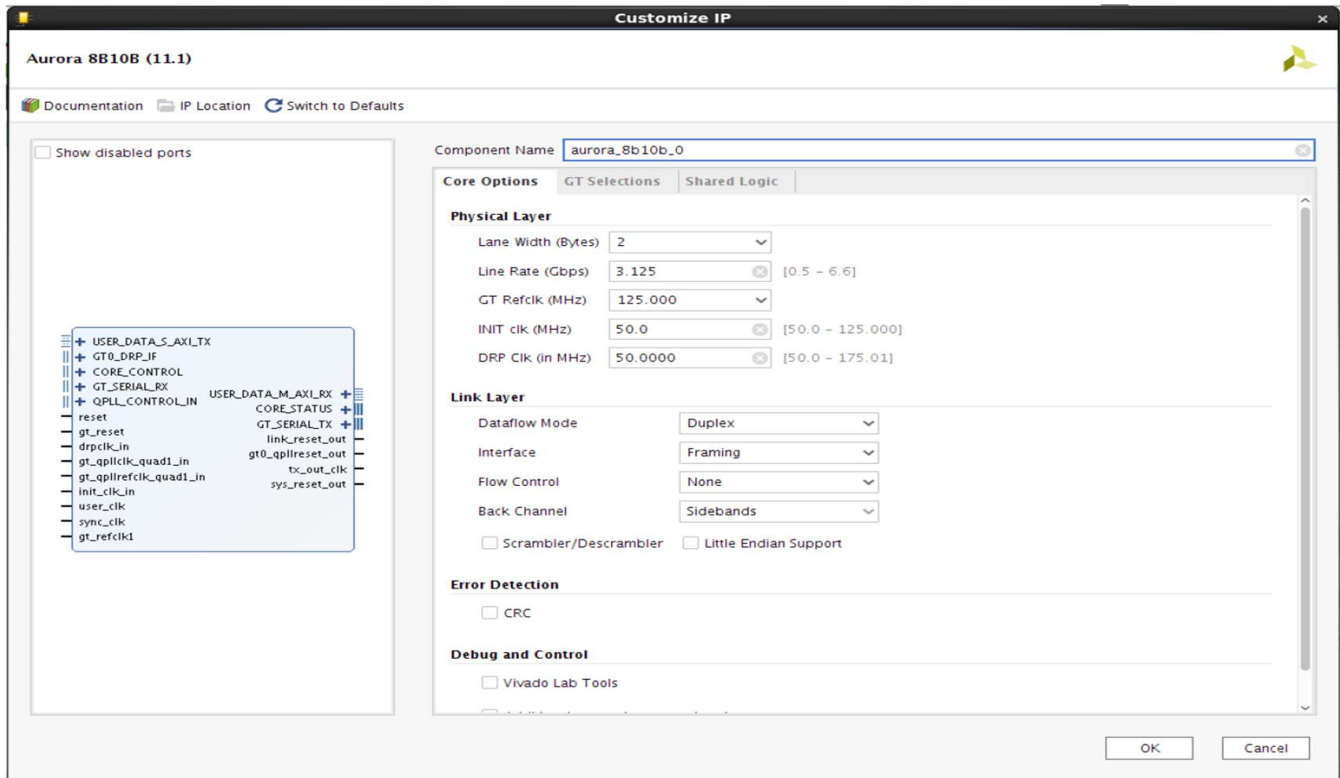 Customize IP
Aurora 8B10B (11.1)
Documentation IP Location Switch to Defaults
Show disabled ports
USER_DATA_S_AXI_TX
GT0_DRP_IF
CORE_CONTROL
GT_SERIAL_RX
QPLL_CONTROL_IN
reset
gt_reset
drpclk_in
gt_qpllclk_quad1_in
gt_qpllrefclk_quad1_in
init_clk_in
user_clk
sync_clk
gt_refclk1
USER_DATA_M_AXI_RX
CORE_STATUS
GT_SERIAL_TX
link_reset_out
gt0_qpllreset_out
tx_out_clk
sys_reset_out
Component Name aurora_8b10b_0
Core Options GT Selections Shared Logic
Physical Layer
Lane Width (Bytes) 2
Line Rate (Gbps) 3.125 [0.5 - 6.6]
GT Refclk (MHz) 125.000
INIT clk (MHz) 50.0 [50.0 - 125.000]
DRP Clk (in MHz) 50.0000 [50.0 - 175.01]
Link Layer
Dataflow Mode Duplex
Interface Framing
Flow Control None
Back Channel Sidebands
Scrambler/Descrambler Little Endian Support
Error Detection
CRC
Debug and Control
Vivado Lab Tools
OK Cancel